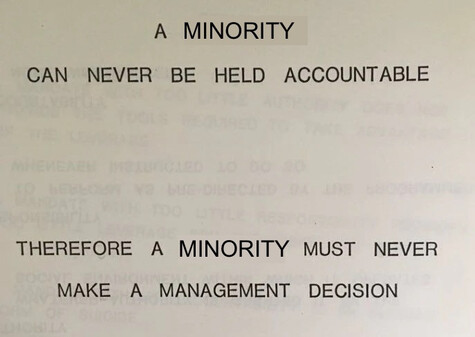 A MINORITY
CAN NEVER BE HELD ACCOUNTABLE
THEREFORE A MINORITY MUST NEVER
MAKE A MANAGEMENT DECISION